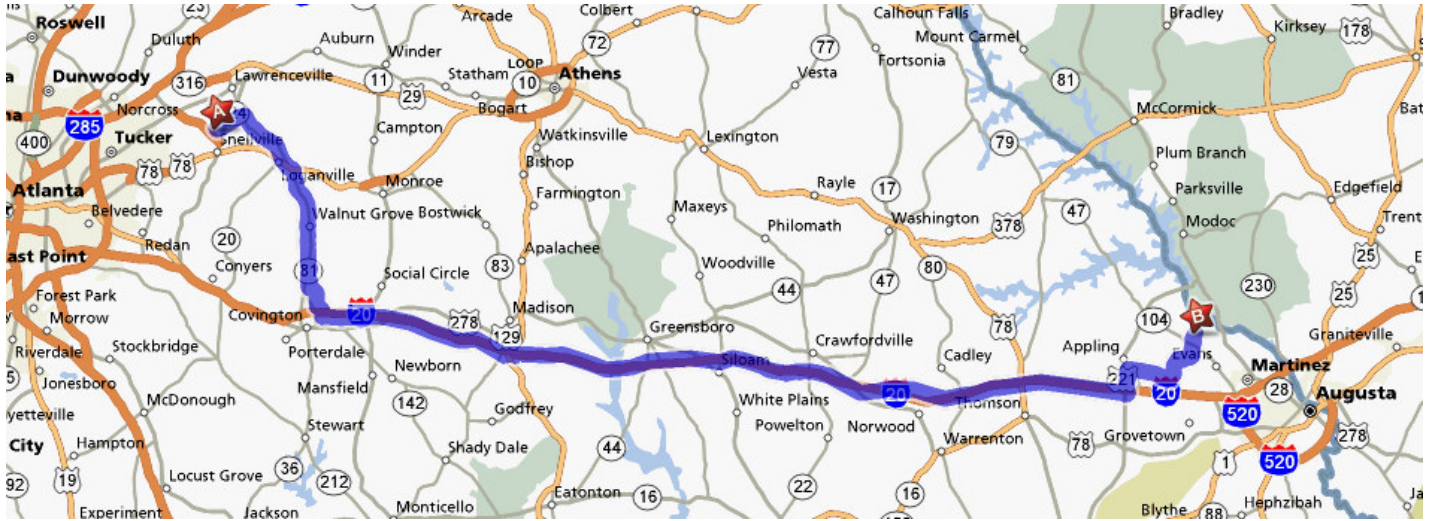 23
Roswell
Duluth
Auburn
Arcade
Colbert
72
Calhoun Falls
Bradley
Kirksey
178
Mount Carmel
Winder
77
Fortsonia
81
Dunwoody
316
Lawrenceville
11
Statham
LOOP
10
Athens
Vesta
29
Bogart
Norcross
A
McCormick
285
400
Tucker
Snellville
Campton
Watkinsville
Lexington
79
78
78
Loganville
Bishop
Plum Branch
Atlanta
Monroe
Farmington
Rayle
17
Parksville
Edgefield
Belvedere
Walnut Grove
Bostwick
Maxeys
Philomath
Washington
378
47
Modoc
Redan
20
Apalachee
25
Conyers
81
Social Circle
83
Woodville
44
47
80
230
25
Forest Park
Morrow
Covington
20
278
Madison
129
Greensboro
78
104
B
Graniteville
Riverdale
Stockbridge
Porterdale
Newborn
Siloam
Crawfordville
Cadley
Appling
Evans
Martinez
Jonesboro
Mansfield
142
20
221
20
28
Augusta
McDonough
Godfrey
White Plains
Norwood
Thomson
520
City
Hampton
Stewart
Shady Dale
44
Powelton
Warrenton
78
Grovetown
278
36
1
520
19
Locust Grove
212
22
16
Experiment
Jackson
Monticello
Eatonton
16
Blythe
88
Hephzibah